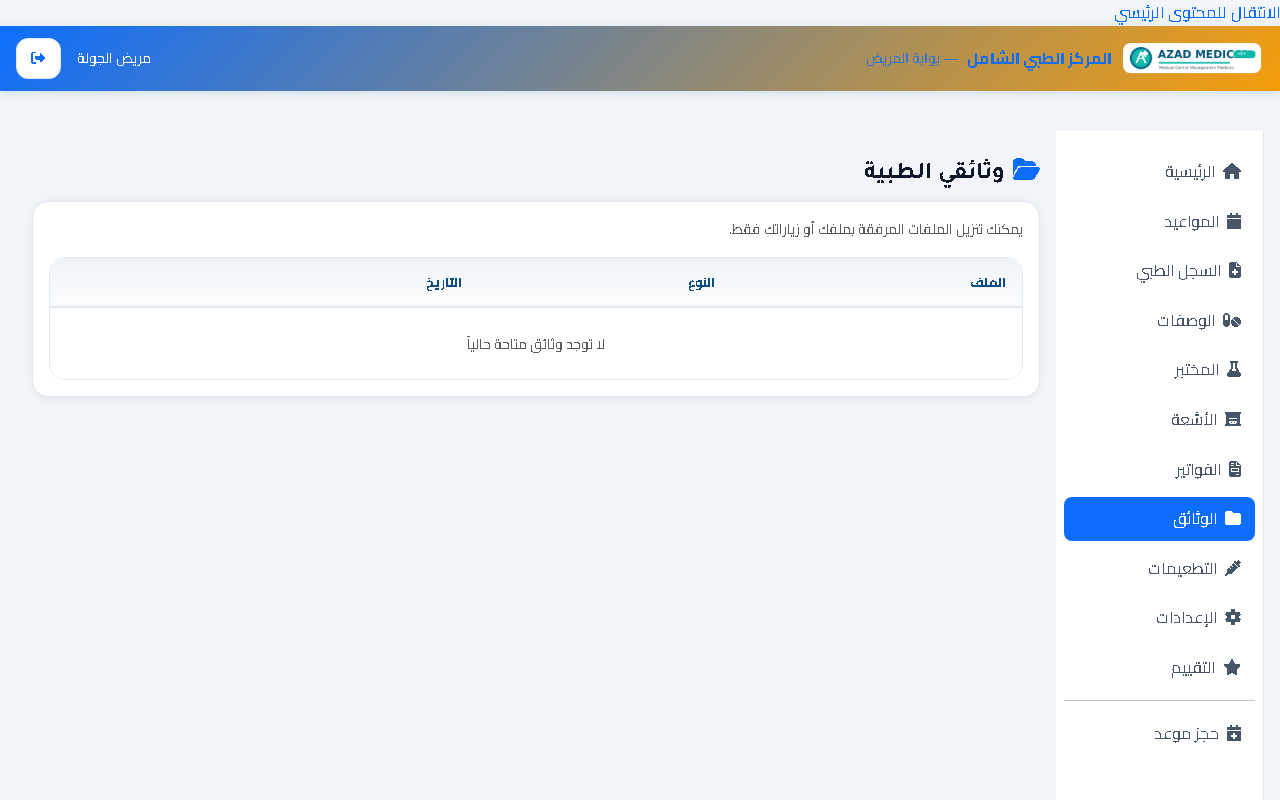 الانتقال للمحتوى الرئيسي
AZAD MEDIC
Medical Center Management Platform
المركز الطبي الشامل — بوابة المريض
مريض الجولة
الرئيسية
المواعيد
السجل الطبي
الوصفات
المختبر
الأشعة
الفواتير
الوثائق
التطعيمات
الإعدادات
التقييم
حجز موعد
وثائقي الطبية
يمكنك تنزيل الملفات المرفقة بملفك أو زياراتك فقط.
الملف النوع التاريخ
لا توجد وثائق متاحة حالياً